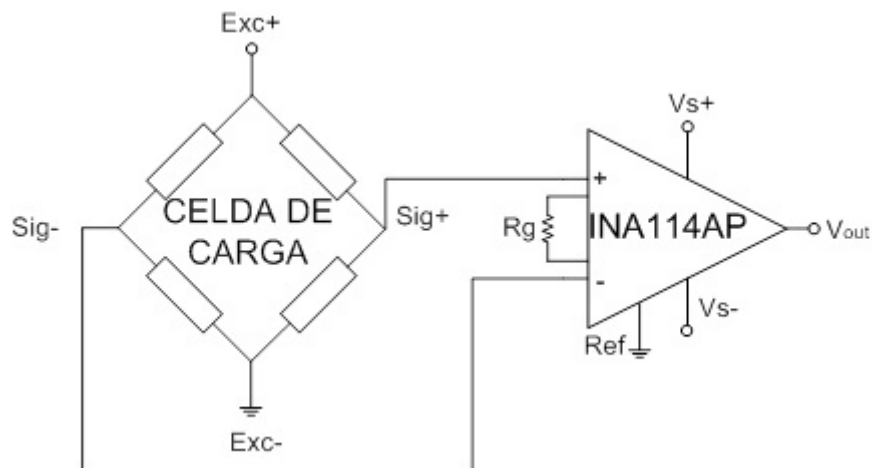 Exc+
Vs+
Sig-
CELDA DE
CARGA
Sig+
+
Rg
INA114AP
Vout
-
Vs-
Ref
Exc-